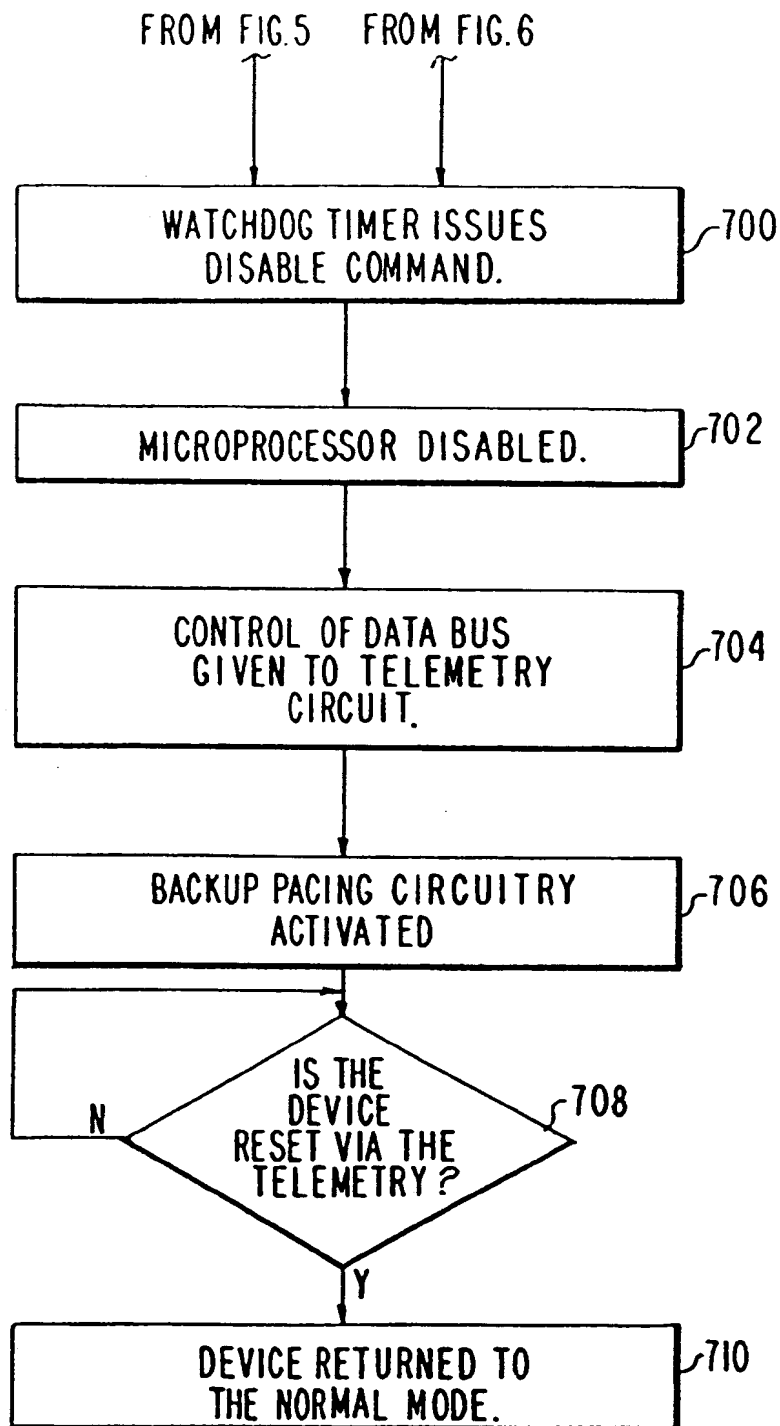 FROM FIG.5 FROM FIG.6
WATCHDOG TIMER ISSUES
DISABLE COMMAND.
700
MICROPROCESSOR DISABLED.
702
CONTROL OF DATA BUS
GIVEN TO TELEMETRY
CIRCUIT.
704
BACKUP PACING CIRCUITRY
ACTIVATED
706
IS THE
DEVICE
RESET VIA THE
TELEMETRY?
708
N
Y
DEVICE RETURNED TO
THE NORMAL MODE.
710